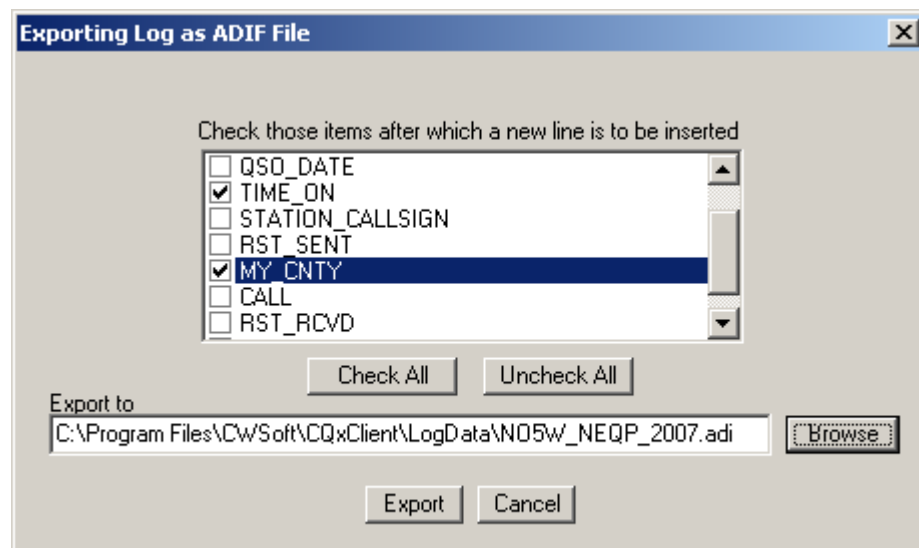 Exporting Log as ADIF File
Check those items after which a new line is to be inserted
QSO_DATE
TIME_ON
STATION_CALLSIGN
RST_SENT
MY_CNTY
CALL
RST_RCVD
Check All Uncheck All
Export to
C:\Program Files\CWSoft\CQxClient\LogData\NO5W_NEQP_2007.adi Browse
Export Cancel